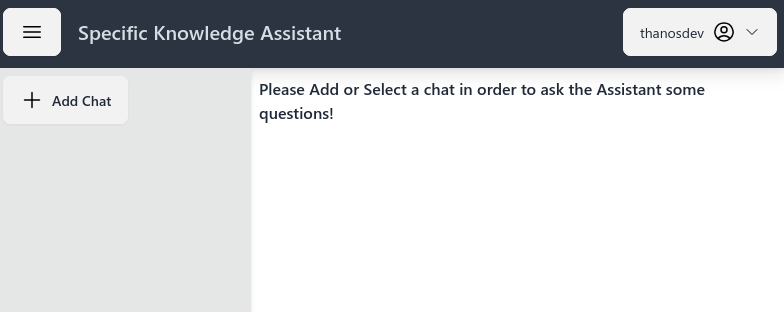 Specific Knowledge Assistant
thanosdev
Add Chat
Please Add or Select a chat in order to ask the Assistant some
questions!